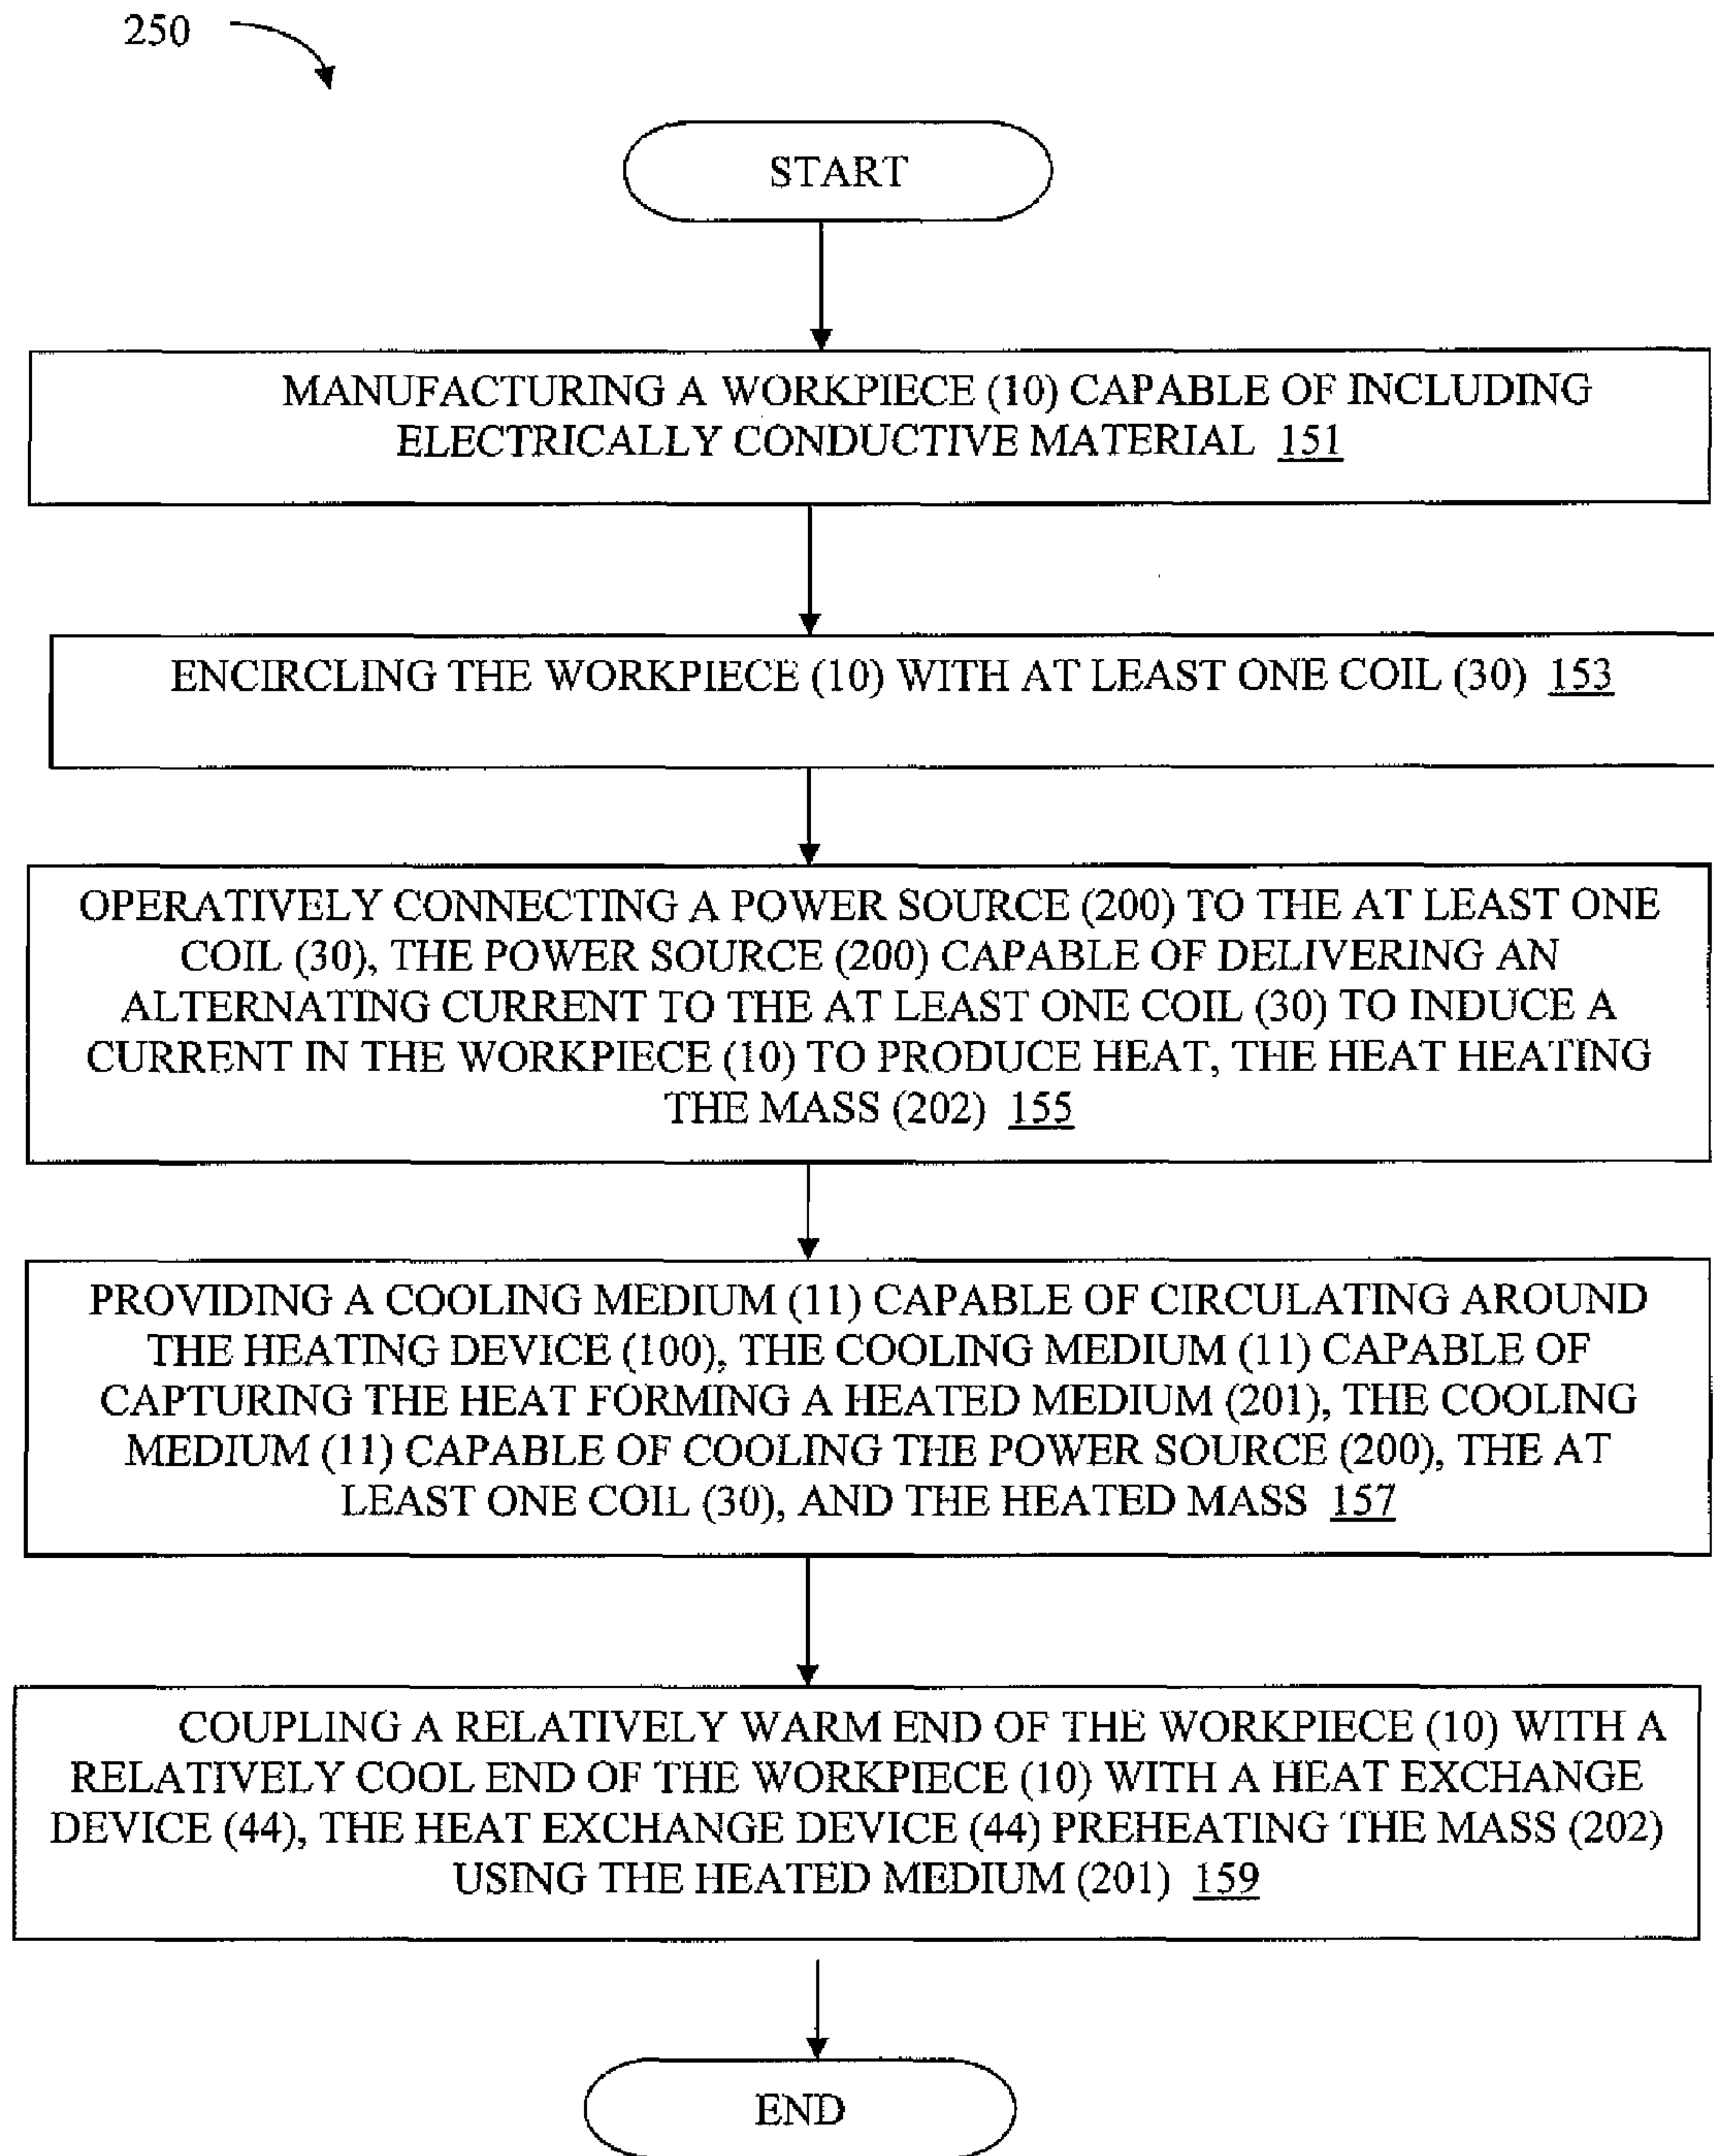 250
START
MANUFACTURING A WORKPIECE (10) CAPABLE OF INCLUDING
ELECTRICALLY CONDUCTIVE MATERIAL 151
ENCIRCLING THE WORKPIECE (10) WITH AT LEAST ONE COIL (30) 153
OPERATIVELY CONNECTING A POWER SOURCE (200) TO THE AT LEAST ONE
COIL (30), THE POWER SOURCE (200) CAPABLE OF DELIVERING AN
ALTERNATING CURRENT TO THE AT LEAST ONE COIL (30) TO INDUCE A
CURRENT IN THE WORKPIECE (10) TO PRODUCE HEAT, THE HEAT HEATING
THE MASS (202) 155
PROVIDING A COOLING MEDIUM (11) CAPABLE OF CIRCULATING AROUND
THE HEATING DEVICE (100), THE COOLING MEDIUM (11) CAPABLE OF
CAPTURING THE HEAT FORMING A HEATED MEDIUM (201), THE COOLING
MEDIUM (11) CAPABLE OF COOLING THE POWER SOURCE (200), THE AT
LEAST ONE COIL (30), AND THE HEATED MASS 157
COUPLING A RELATIVELY WARM END OF THE WORKPIECE (10) WITH A
RELATIVELY COOL END OF THE WORKPIECE (10) WITH A HEAT EXCHANGE
DEVICE (44), THE HEAT EXCHANGE DEVICE (44) PREHEATING THE MASS (202)
USING THE HEATED MEDIUM (201) 159
END